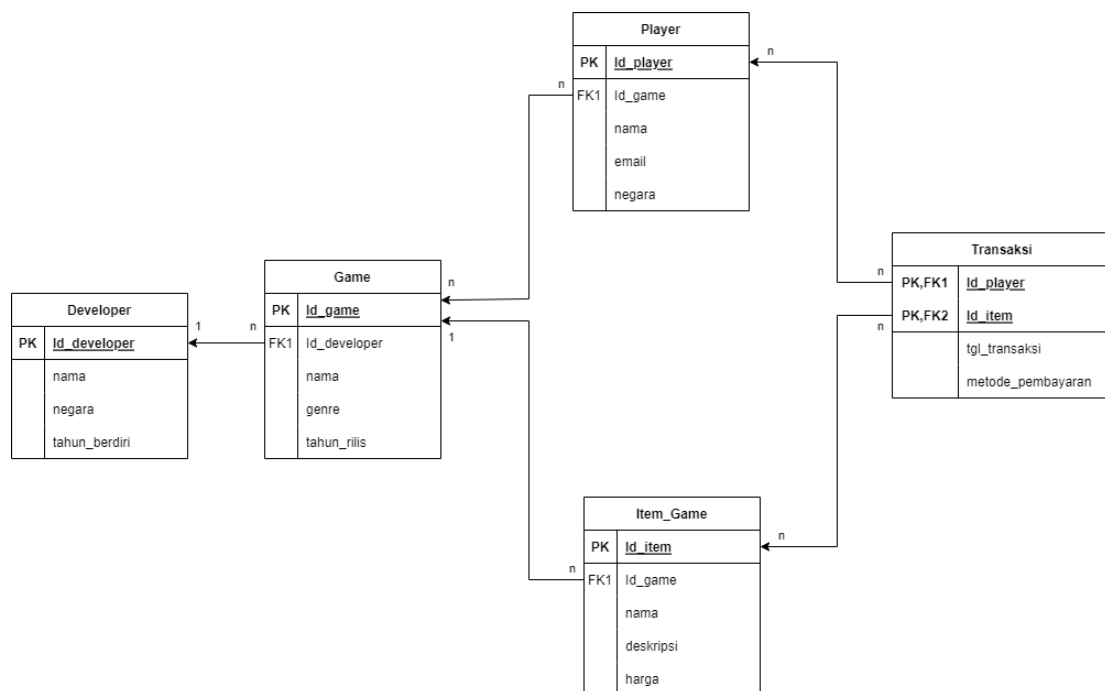 Player
PK Id_player
FK1 Id_game
nama
email
negara
n
n
Transaksi
PK,FK1 Id_player
PK,FK2 Id_item
tgl_transaksi
metode_pembayaran
n
n
Game
PK Id_game
FK1 Id_developer
nama
genre
tahun_rilis
n
1
Developer
PK Id_developer
nama
negara
tahun_berdiri
1
n
Item_Game
PK Id_item
FK1 Id_game
nama
deskripsi
harga
n
n